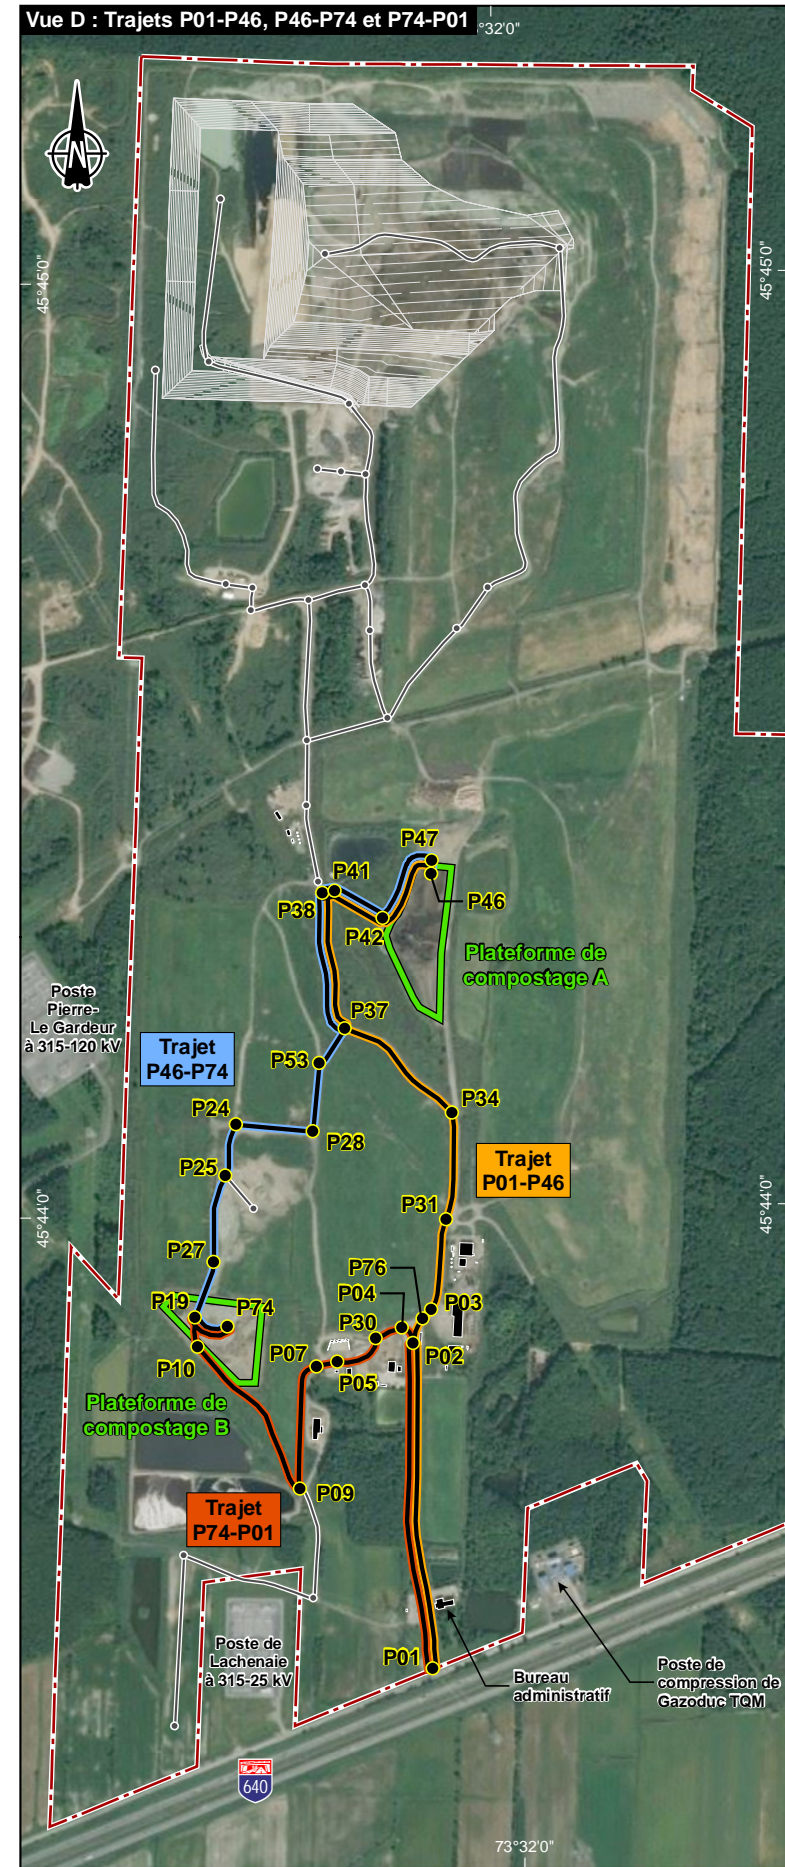 Vue D : Trajets P01-P46, P46-P74 et P74-P01
°32'0"
N
45°45'0"
45°45'0"
P47
P41
P38
P46
P42
Plateforme de
compostage A
Poste
Pierre-
Le Gardeur
à 315-120 kV
P37
Trajet
P46-P74
P53
P24
P34
P28
Trajet
P01-P46
P25
P31
45°44'0"
45°44'0"
P27
P76
P19
P74
P04
P03
P30
P02
P10
P07
P05
Plateforme de
compostage B
P09
Trajet
P74-P01
Poste de
Lachenaie
à 315-25 kV
P01
Bureau
administratif
Poste de
compression de
Gazoduc TQM
640
73°32'0"